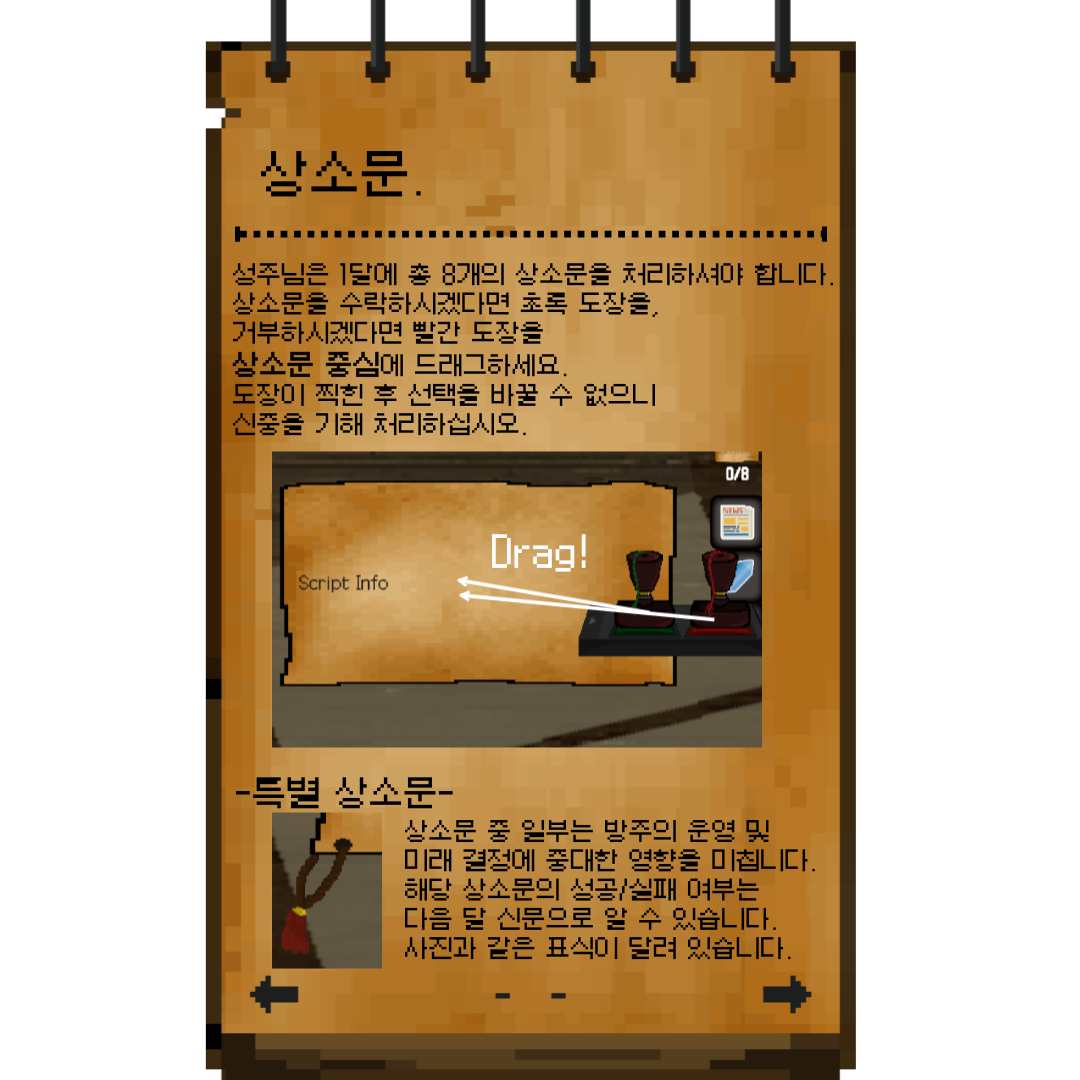 상소문.
성주님은 1달에 총 8개의 상소문을 처리하셔야 합니다.
상소문을 수락하시겠다면 초록 도장을,
거부하시겠다면 빨간 도장을
상소문 중심에 드래그하세요.
도장이 찍힌 후 선택을 바꿀 수 없으니
신중을 기해 처리하십시오.
0/8
NEWS
Drag!
Script Info
-특별 상소문-
상소문 중 일부는 방주의 운영 및
미래 결정에 중대한 영향을 미칩니다.
해당 상소문의 성공/실패 여부는
다음 달 신문으로 알 수 있습니다.
사진과 같은 표식이 달려 있습니다.
- -